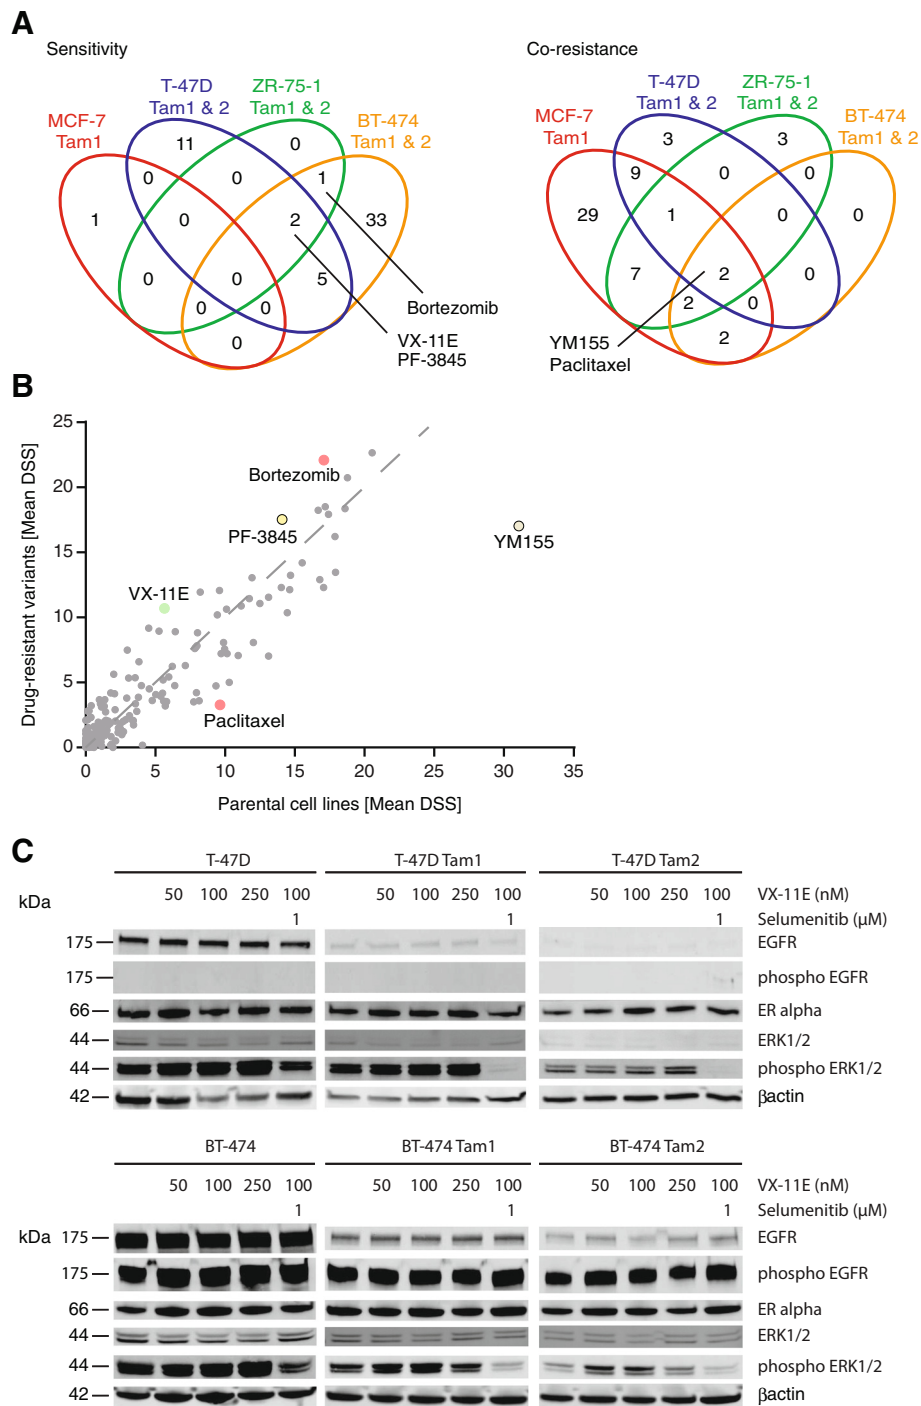 A
Sensitivity
Co-resistance
MCF-7
Tam1
T-47D
Tam1 & 2
ZR-75-1
Tam1 & 2
BT-474
Tam1 & 2
11
0
0
0
1
1
0
2
33
0
0
5
0
0
0
Bortezomib
VX-11E
PF-3845
MCF-7
Tam1
T-47D
Tam1 & 2
ZR-75-1
Tam1 & 2
BT-474
Tam1 & 2
3
3
9
0
0
29
1
0
0
7
2
0
2
0
2
YM155
Paclitaxel
B
Drug-resistant variants [Mean DSS]
25
20
15
10
5
0
Bortezomib
PF-3845
YM155
VX-11E
Paclitaxel
0 5 10 15 20 25 30 35
Parental cell lines [Mean DSS]
C
T-47D T-47D Tam1 T-47D Tam2
kDa
50 100 250 100 50 100 250 100 50 100 250 100 VX-11E (nM)
1 1 1 Selumenitib (µM)
175 EGFR
175 phospho EGFR
66 ER alpha
44 ERK1/2
44 phospho ERK1/2
42 βactin
BT-474 BT-474 Tam1 BT-474 Tam2
50 100 250 100 50 100 250 100 50 100 250 100 VX-11E (nM)
1 1 1 Selumenitib (µM)
kDa 175 EGFR
175 phospho EGFR
66 ER alpha
44 ERK1/2
44 phospho ERK1/2
42 βactin